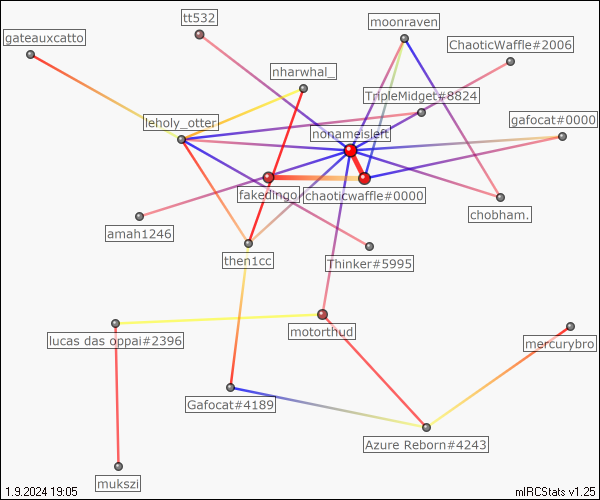 tt532
moonraven
gateauxcatto
ChaoticWaffle#2006
nharwhal_
TripleMidget#8824
gafocat#0000
leholy_otter
nonameisleft
fakedingo
chaoticwaffle#0000
chobham.
amah1246
then1cc
Thinker#5995
motorthud
lucas das oppai#2396
mercurybro
Gafocat#4189
Azure Reborn#4243
mukszi
1.9.2024 19:05
mIRCStats v1.25